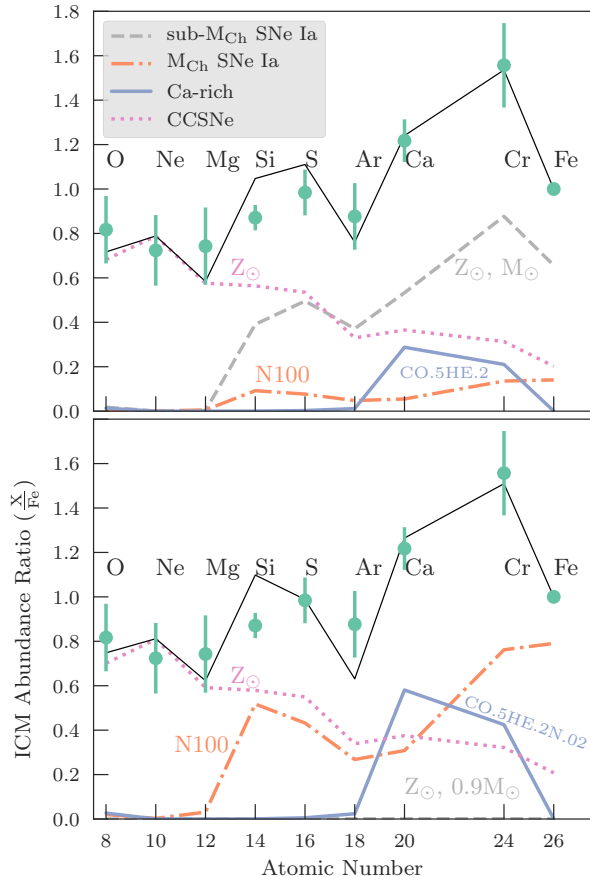 sub-M_Ch SNe Ia
M_Ch SNe Ia
Ca-rich
CCSNe
O Ne Mg Si S Ar Ca Cr Fe
Z⊙
Z⊙, M⊙
N100
CO.5HE.2
1.8
1.6
1.4
1.2
1.0
0.8
0.6
0.4
0.2
0.0
O Ne Mg Si S Ar Ca Cr Fe
Z⊙
N100
CO.5HE.2N.02
Z⊙, 0.9M⊙
1.6
1.4
1.2
1.0
0.8
0.6
0.4
0.2
0.0
8 10 12 14 16 18 20 24 26
Atomic Number
ICM Abundance Ratio (X/Fe)